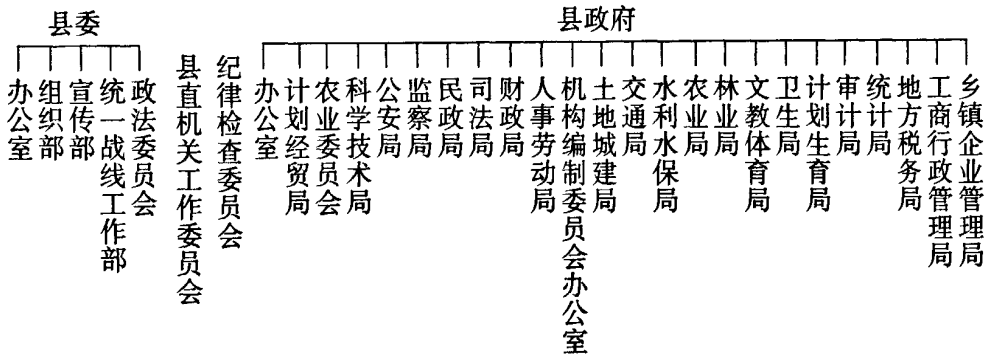 县委
办公室
组织部
宣传部
统一战线工作部
政法委员会
县直机关工作委员会
纪律检查委员会
县政府
办公室
计划经贸局
农业委员会
科学技术局
公安局
监察局
民政局
司法局
财政局
人事劳动局
机构编制委员会办公室
土地城建局
交通局
水利水保局
农业局
林业局
文教体育局
卫生局
计划生育局
审计局
统计局
地方税务局
工商行政管理局
乡镇企业管理局